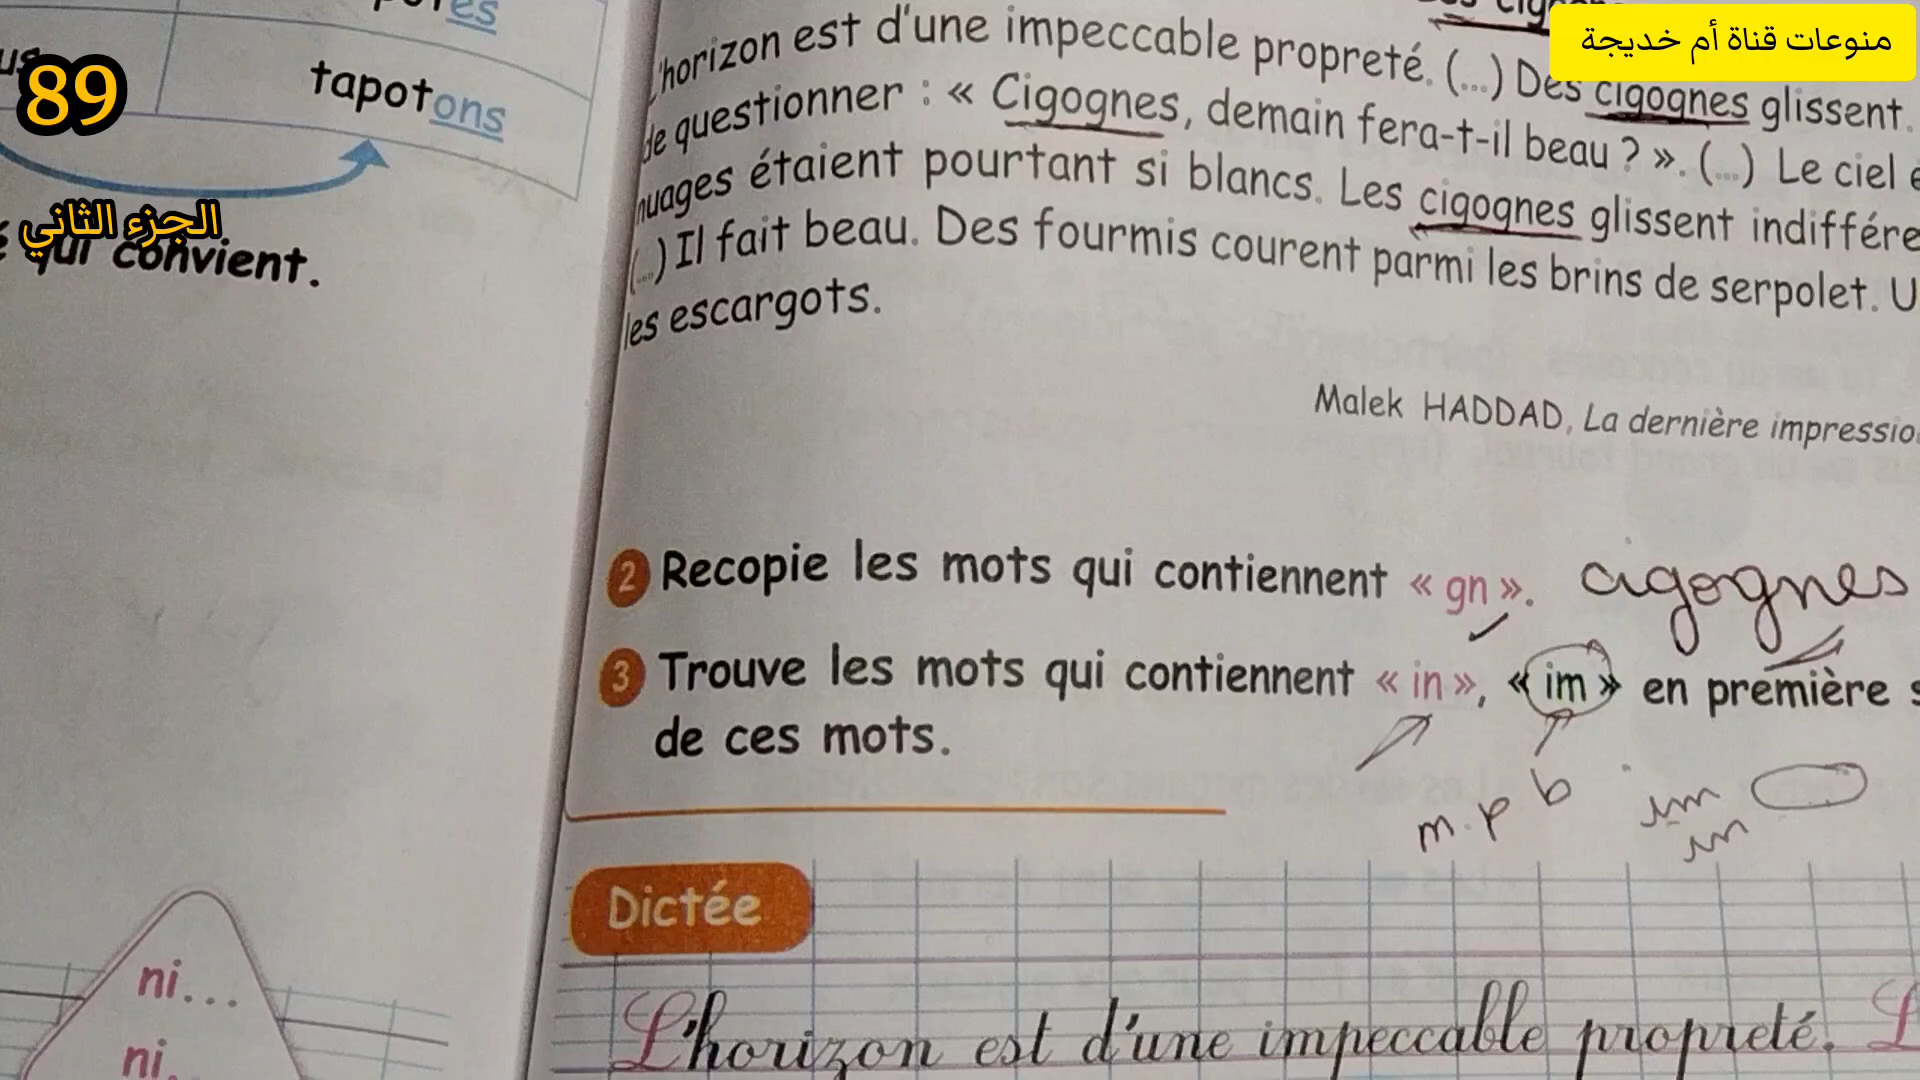 منوعات قناة أم خديجة
89
الجزء الثاني
tapotons
qui convient.
ni...
ni.
horizon est d'une impeccable propreté. (...) Des cigognes glissent.
de questionner : « Cigognes, demain fera-t-il beau ? ». (...) Le ciel
nuages étaient pourtant si blancs. Les cigognes glissent indiffére
(...) Il fait beau. Des fourmis courent parmi les brins de serpolet. U
les escargots.
Malek HADDAD, La dernière impressio
2 Recopie les mots qui contiennent « gn ». cigognes
3 Trouve les mots qui contiennent « in », « im » en première
de ces mots.
m p b im
in
Dictée
L'horizon est d'une impeccable propreté. L